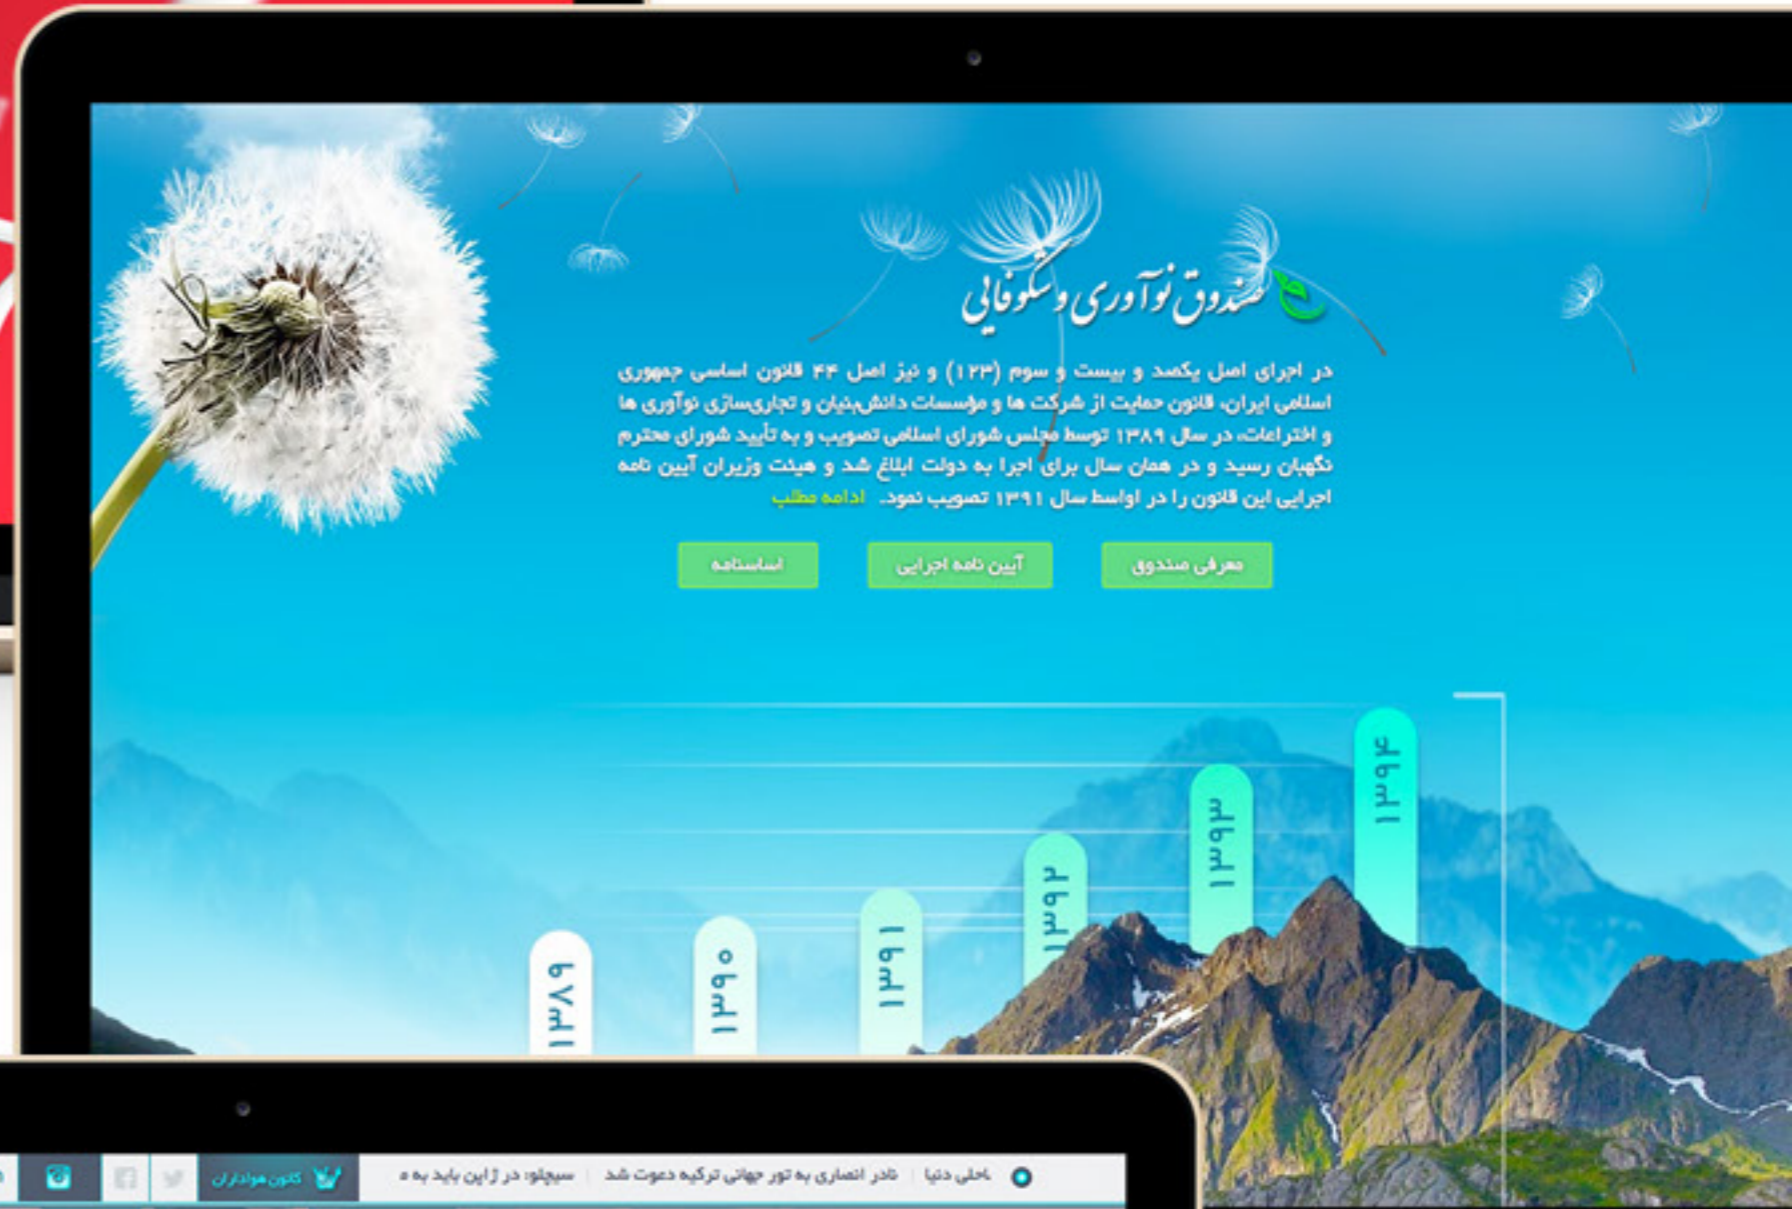 صندوق نوآوری و شکوفایی
در اجرای اصل یکصد و بیست و سوم (۱۲۳) و نیز اصل ۴۴ قانون اساسی جمهوری
اسلامی ایران، قانون حمایت از شرکت ها و مؤسسات دانش‌بنیان و تجاری‌سازی نوآوری ها
و اختراعات، در سال ۱۳۸۹ توسط مجلس شورای اسلامی تصویب و به تأیید شورای محترم
نگهبان رسید و در همان سال برای اجرا به دولت ابلاغ شد و هیئت وزیران آیین نامه
اجرایی این قانون را در اواسط سال ۱۳۹۱ تصویب نمود. ادامه مطلب
معرفی صندوق
آیین نامه اجرایی
اساسنامه
۱۳۹۴
۱۳۹۳
۱۳۹۲
۱۳۹۱
۱۳۹۰
۱۳۸۹
ساحلی دنیا | نادر انصاری به تور جهانی ترکیه دعوت شد | سیچلو: در ژاپن باید به م
کانون هواداران